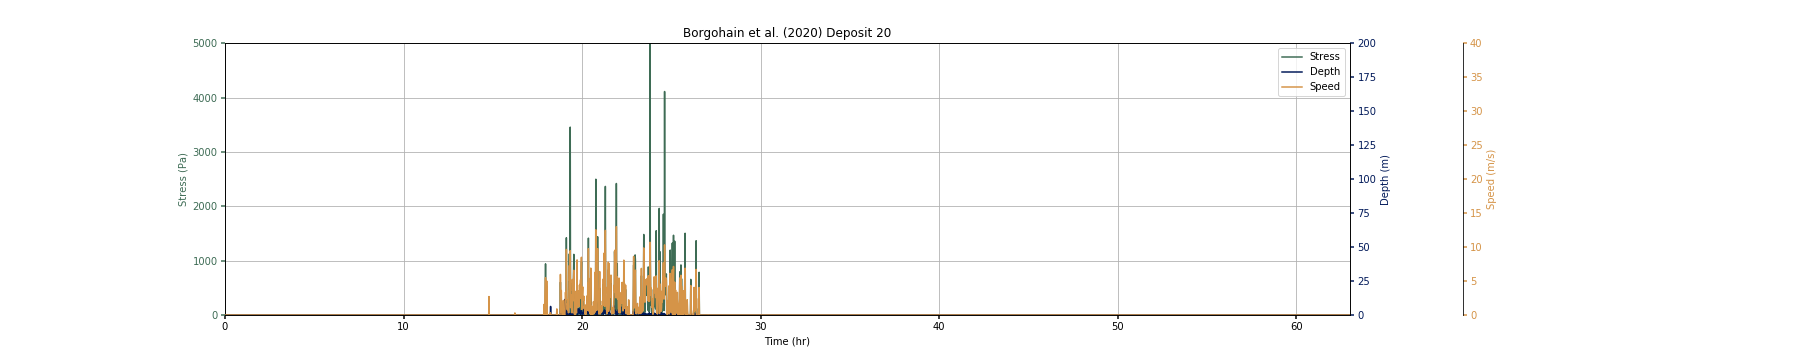 Borgohain et al. (2020) Deposit 20
5000
4000
3000
2000
1000
0
Stress (Pa)
Stress
Depth
Speed
200
175
150
125
100
75
50
25
0
Depth (m)
40
35
30
25
20
15
10
5
0
Speed (m/s)
0 10 20 30 40 50 60
Time (hr)